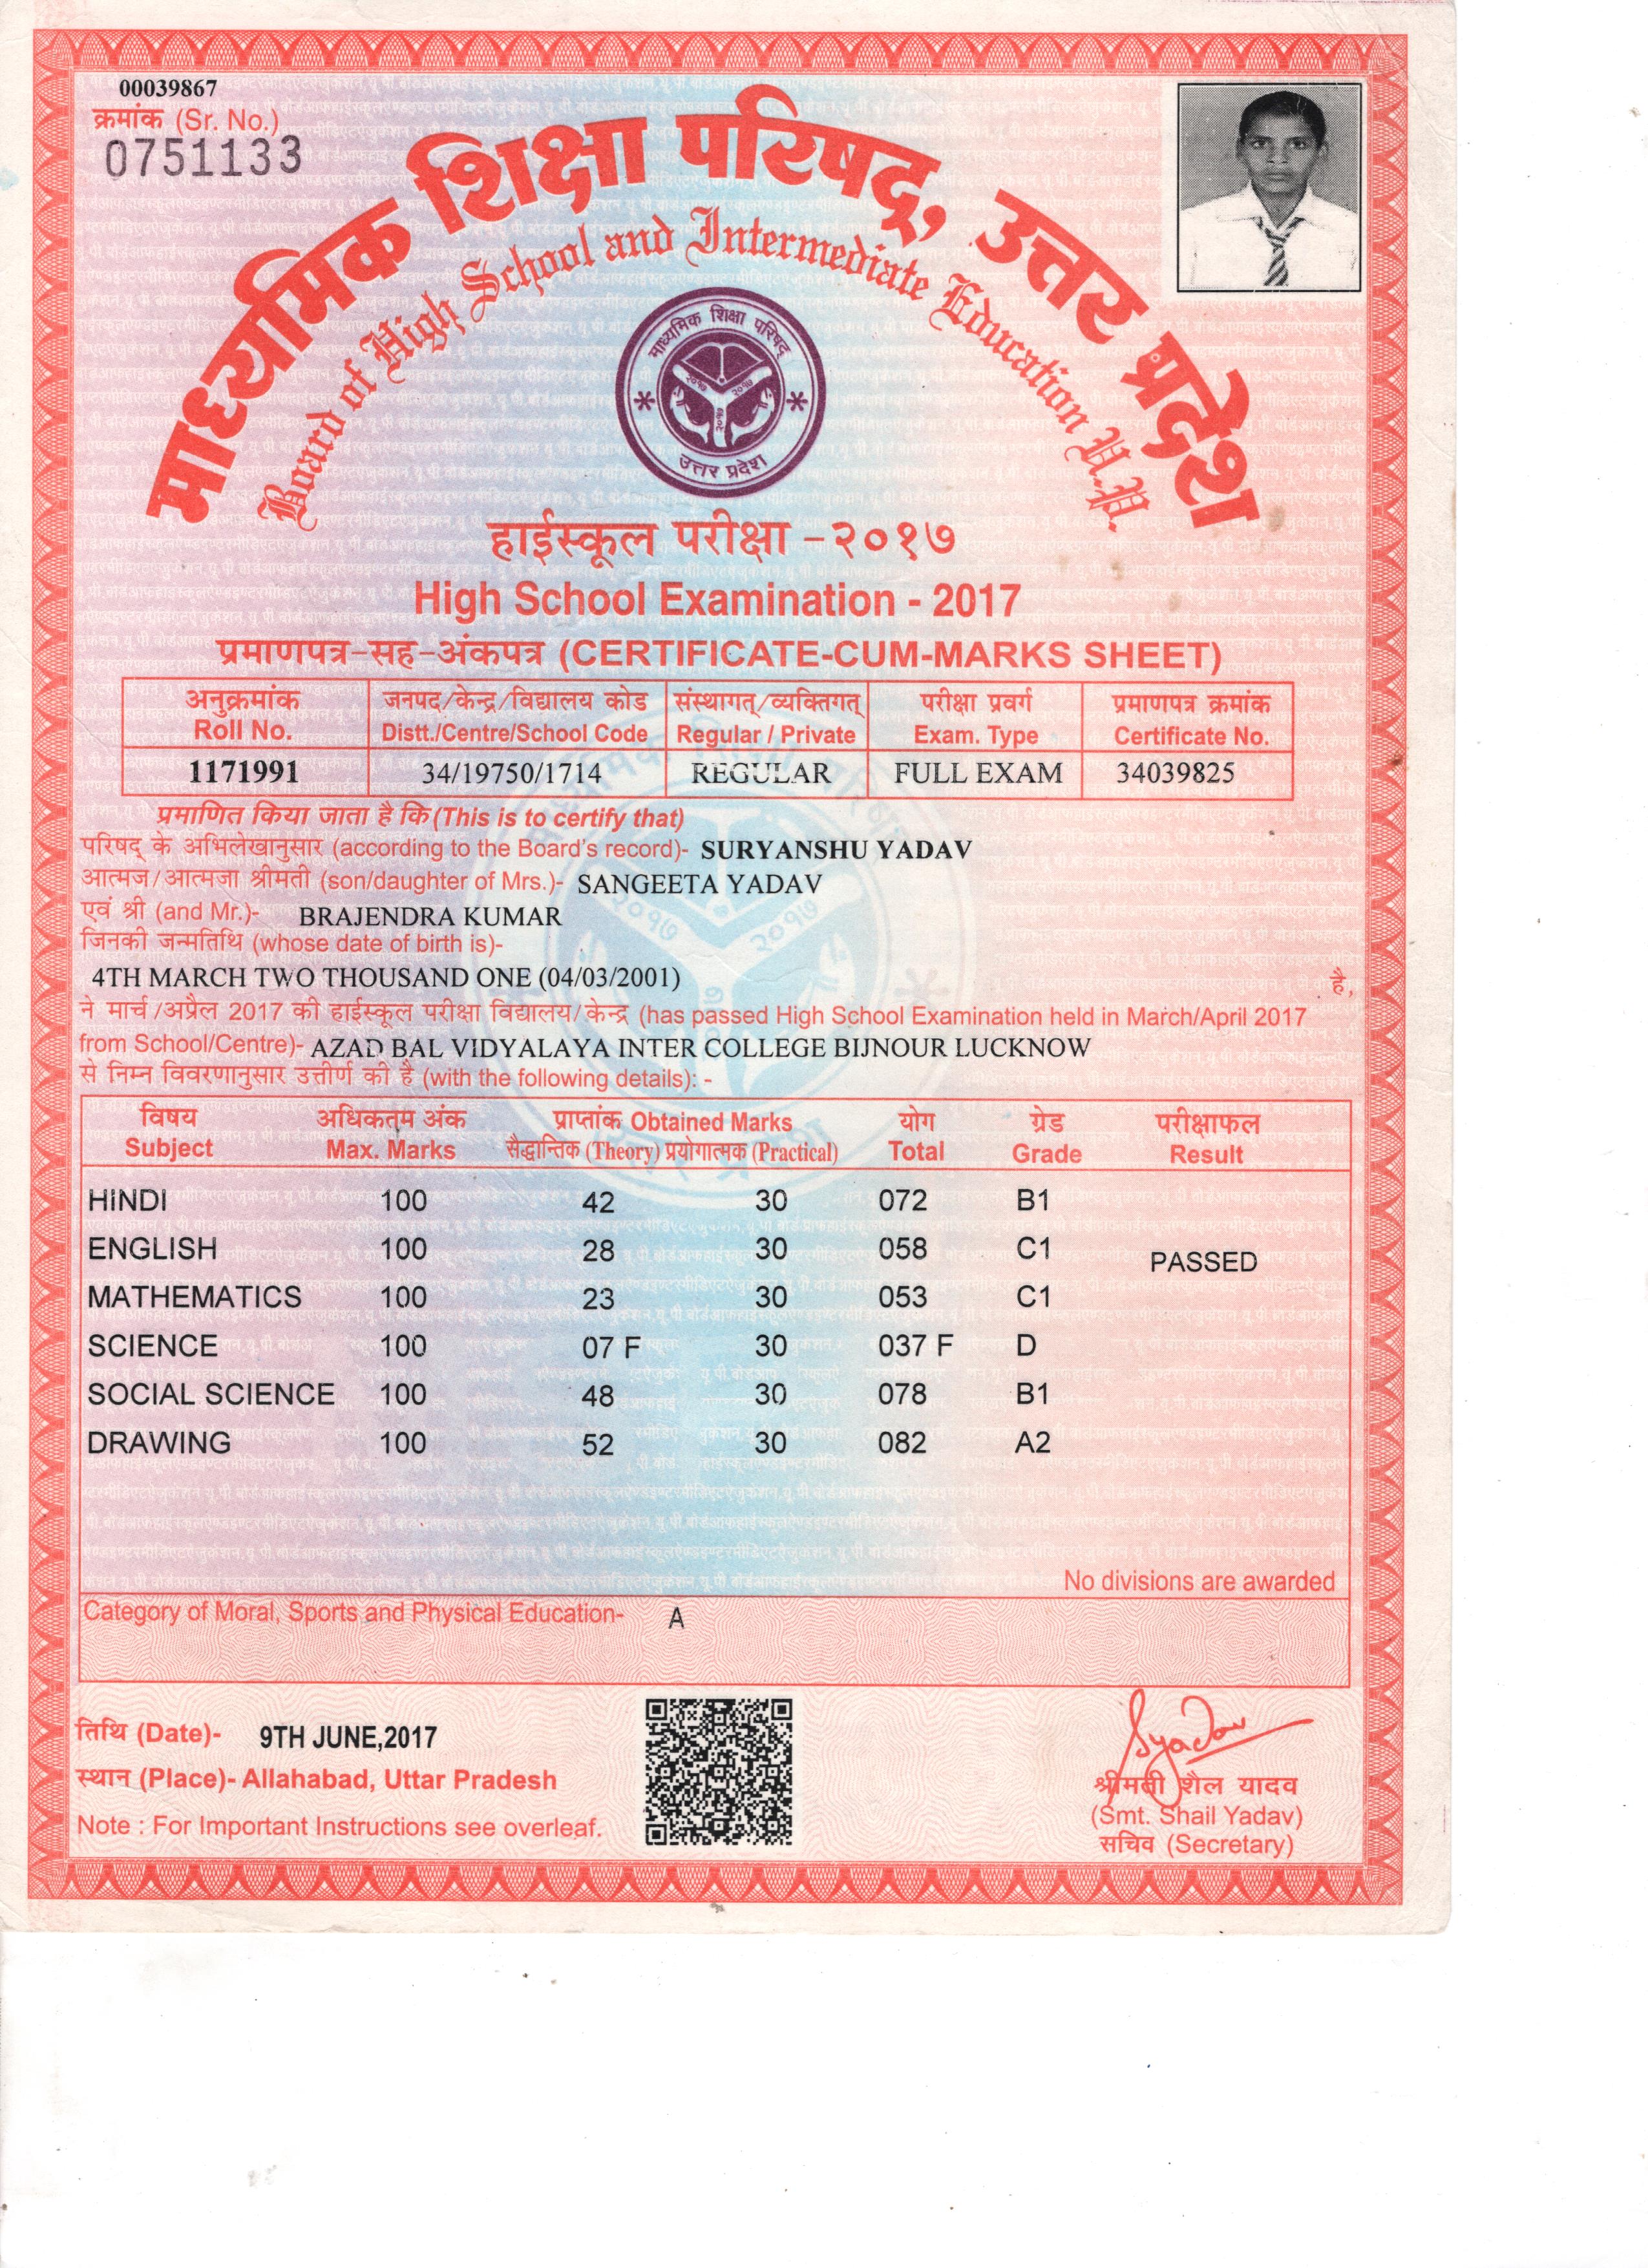 00039867
क्रमांक (Sr. No.)
0751133
माध्यमिक शिक्षा परिषद्, उत्तर प्रदेश
Board of High School and Intermediate Education U.P.
माध्यमिक शिक्षा परिषद्
२०१७ २०१७
२०१७
उत्तर प्रदेश
हाईस्कूल परीक्षा -२०१७
High School Examination - 2017
प्रमाणपत्र-सह-अंकपत्र (CERTIFICATE-CUM-MARKS SHEET)
अनुक्रमांक जनपद/केन्द्र/विद्यालय कोड संस्थागत्/व्यक्तिगत् परीक्षा प्रवर्ग प्रमाणपत्र क्रमांक
Roll No. Distt./Centre/School Code Regular / Private Exam. Type Certificate No.
1171991 34/19750/1714 REGULAR FULL EXAM 34039825
प्रमाणित किया जाता है कि (This is to certify that)
परिषद् के अभिलेखानुसार (according to the Board's record)- SURYANSHU YADAV
आत्मज/आत्मजा श्रीमती (son/daughter of Mrs.)- SANGEETA YADAV
एवं श्री (and Mr.)- BRAJENDRA KUMAR
जिनकी जन्मतिथि (whose date of birth is)-
4TH MARCH TWO THOUSAND ONE (04/03/2001) है,
ने मार्च/अप्रैल 2017 की हाईस्कूल परीक्षा विद्यालय/केन्द्र (has passed High School Examination held in March/April 2017
from School/Centre)- AZAD BAL VIDYALAYA INTER COLLEGE BIJNOUR LUCKNOW
से निम्न विवरणानुसार उत्तीर्ण की है (with the following details): -
विषय अधिकतम अंक प्राप्तांक Obtained Marks योग ग्रेड परीक्षाफल
Subject Max. Marks सैद्धान्तिक (Theory) प्रयोगात्मक (Practical) Total Grade Result
HINDI 100 42 30 072 B1
ENGLISH 100 28 30 058 C1 PASSED
MATHEMATICS 100 23 30 053 C1
SCIENCE 100 07 F 30 037 F D
SOCIAL SCIENCE 100 48 30 078 B1
DRAWING 100 52 30 082 A2
No divisions are awarded
Category of Moral, Sports and Physical Education- A
तिथि (Date)- 9TH JUNE,2017
स्थान (Place)- Allahabad, Uttar Pradesh
Note : For Important Instructions see overleaf.
Syadav
श्रीमती शैल यादव
(Smt. Shail Yadav)
सचिव (Secretary)